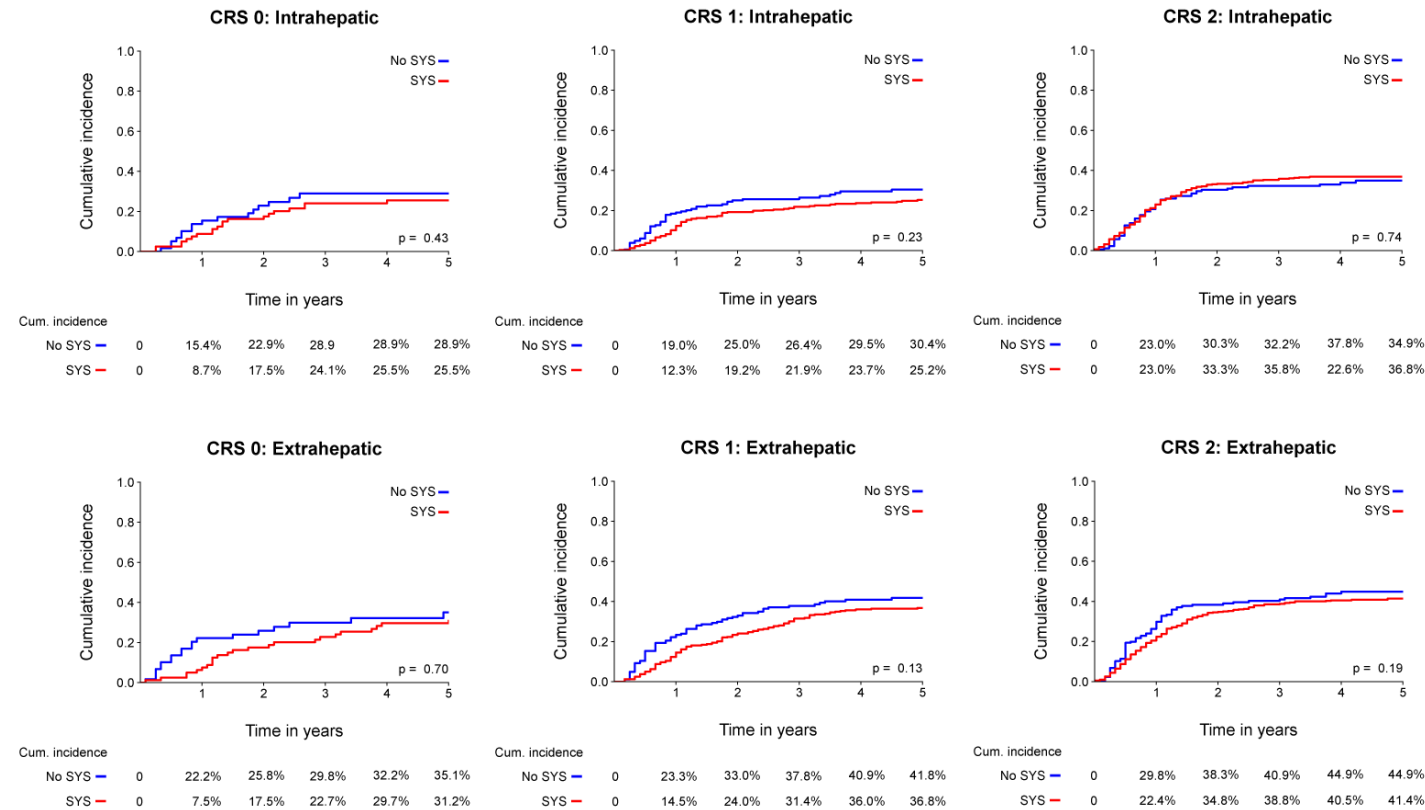 CRS 0: Intrahepatic
1.0
0.8
0.6
0.4
0.2
0.0
Cumulative incidence
No SYS
SYS
p = 0.43
1 2 3 4 5
Time in years
Cum. incidence
No SYS 0 15.4% 22.9% 28.9 28.9% 28.9%
SYS 0 8.7% 17.5% 24.1% 25.5% 25.5%
CRS 1: Intrahepatic
1.0
0.8
0.6
0.4
0.2
0.0
Cumulative incidence
No SYS
SYS
p = 0.23
1 2 3 4 5
Time in years
Cum. incidence
No SYS 0 19.0% 25.0% 26.4% 29.5% 30.4%
SYS 0 12.3% 19.2% 21.9% 23.7% 25.2%
CRS 2: Intrahepatic
1.0
0.8
0.6
0.4
0.2
0.0
Cumulative incidence
No SYS
SYS
p = 0.74
1 2 3 4 5
Time in years
Cum. incidence
No SYS 0 23.0% 30.3% 32.2% 37.8% 34.9%
SYS 0 23.0% 33.3% 35.8% 22.6% 36.8%
CRS 0: Extrahepatic
1.0
0.8
0.6
0.4
0.2
0.0
Cumulative incidence
No SYS
SYS
p = 0.70
1 2 3 4 5
Time in years
Cum. incidence
No SYS 0 22.2% 25.8% 29.8% 32.2% 35.1%
SYS 0 7.5% 17.5% 22.7% 29.7% 31.2%
CRS 1: Extrahepatic
1.0
0.8
0.6
0.4
0.2
0.0
Cumulative incidence
No SYS
SYS
p = 0.13
1 2 3 4 5
Time in years
Cum. incidence
No SYS 0 23.3% 33.0% 37.8% 40.9% 41.8%
SYS 0 14.5% 24.0% 31.4% 36.0% 36.8%
CRS 2: Extrahepatic
1.0
0.8
0.6
0.4
0.2
0.0
Cumulative incidence
No SYS
SYS
p = 0.19
1 2 3 4 5
Time in years
Cum. incidence
No SYS 0 29.8% 38.3% 40.9% 44.9% 44.9%
SYS 0 22.4% 34.8% 38.8% 40.5% 41.4%